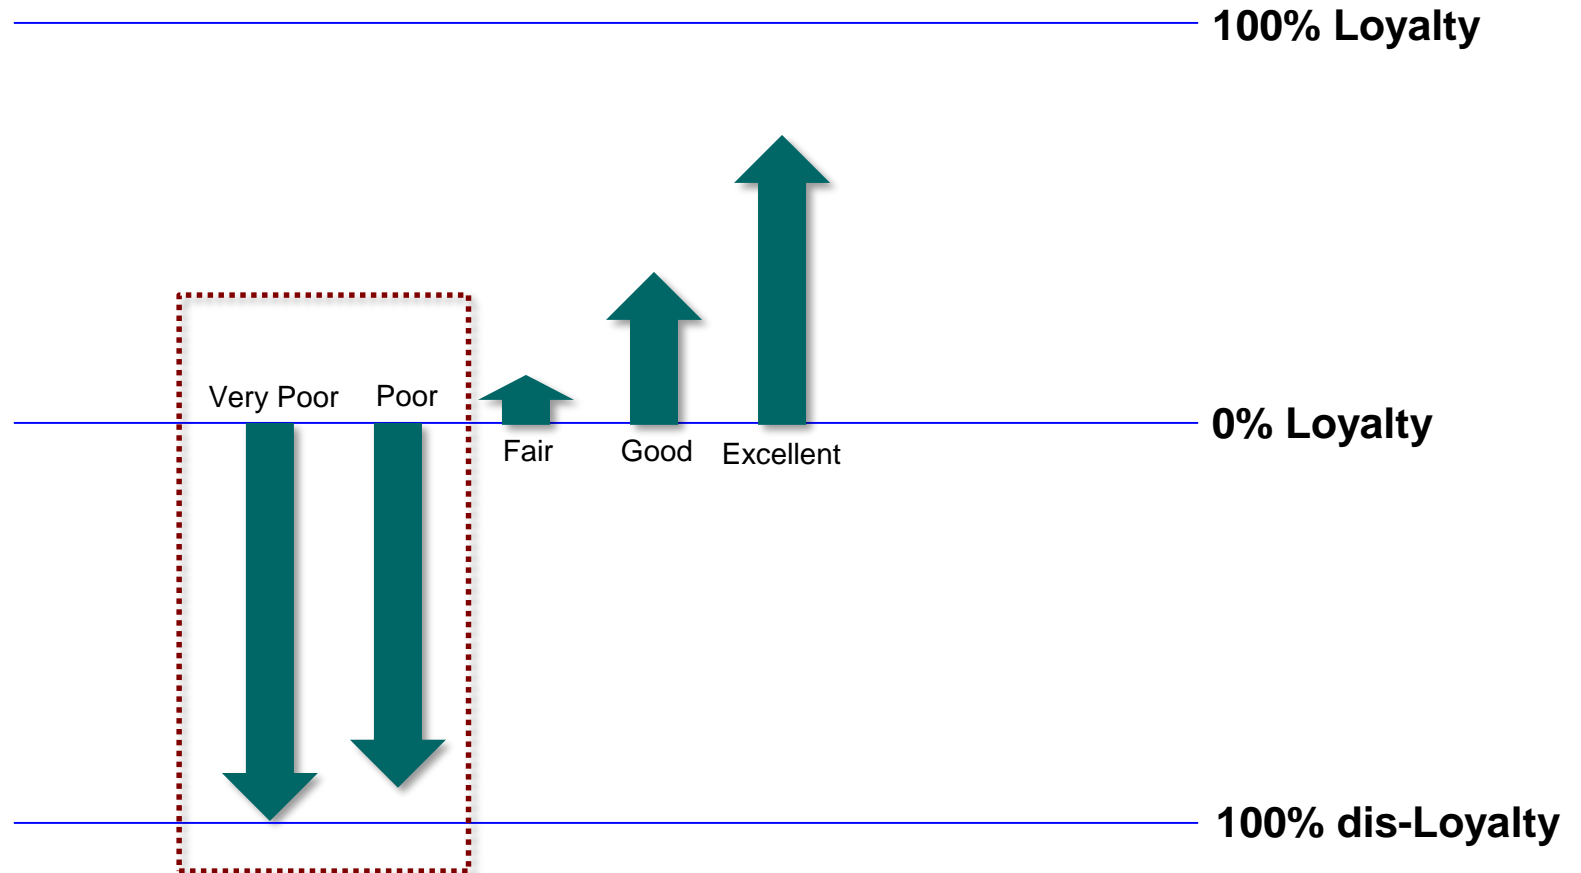 100% Loyalty
Very Poor
Poor
0% Loyalty
Fair
Good
Excellent
100% dis-Loyalty